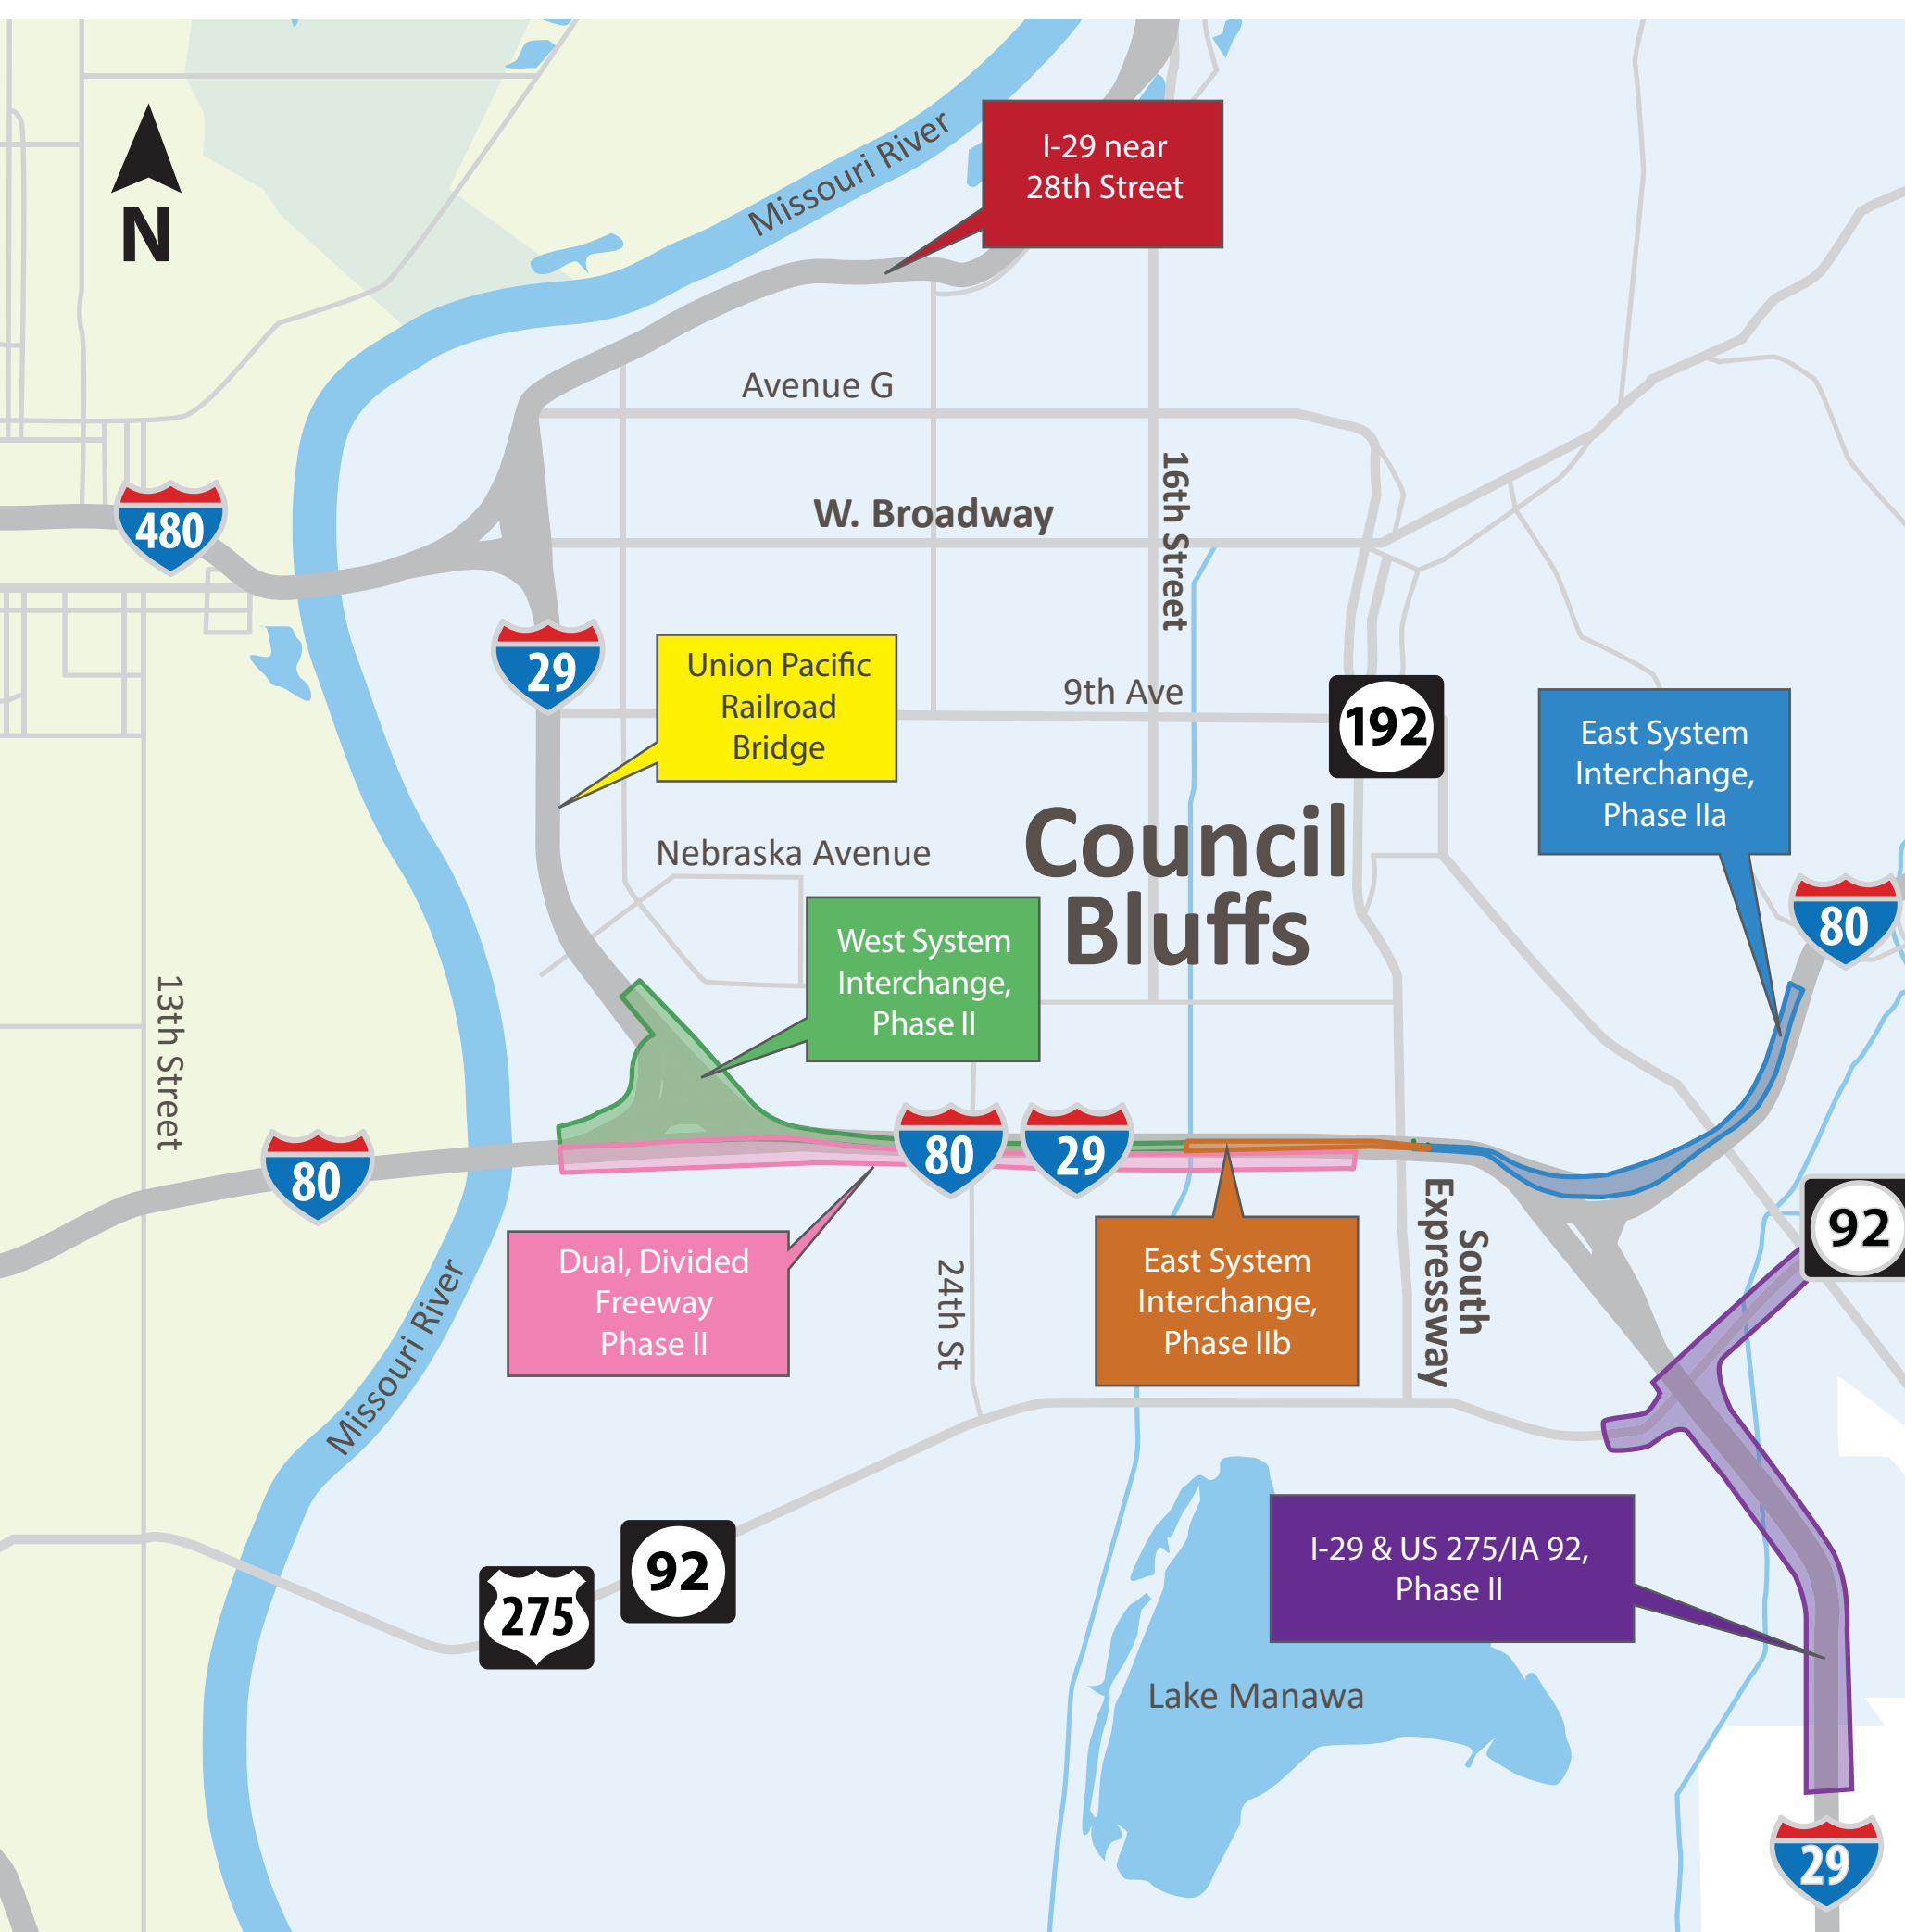 N
Missouri River
I-29 near
28th Street
Avenue G
W. Broadway
16th Street
480
29
Union Pacific
Railroad
Bridge
9th Ave
192
East System
Interchange,
Phase IIa
Nebraska Avenue
Council
Bluffs
80
West System
Interchange,
Phase II
13th Street
80
80
29
Dual, Divided
Freeway
Phase II
24th St
East System
Interchange,
Phase IIb
South
Expressway
92
Missouri River
275
92
I-29 & US 275/IA 92,
Phase II
Lake Manawa
29